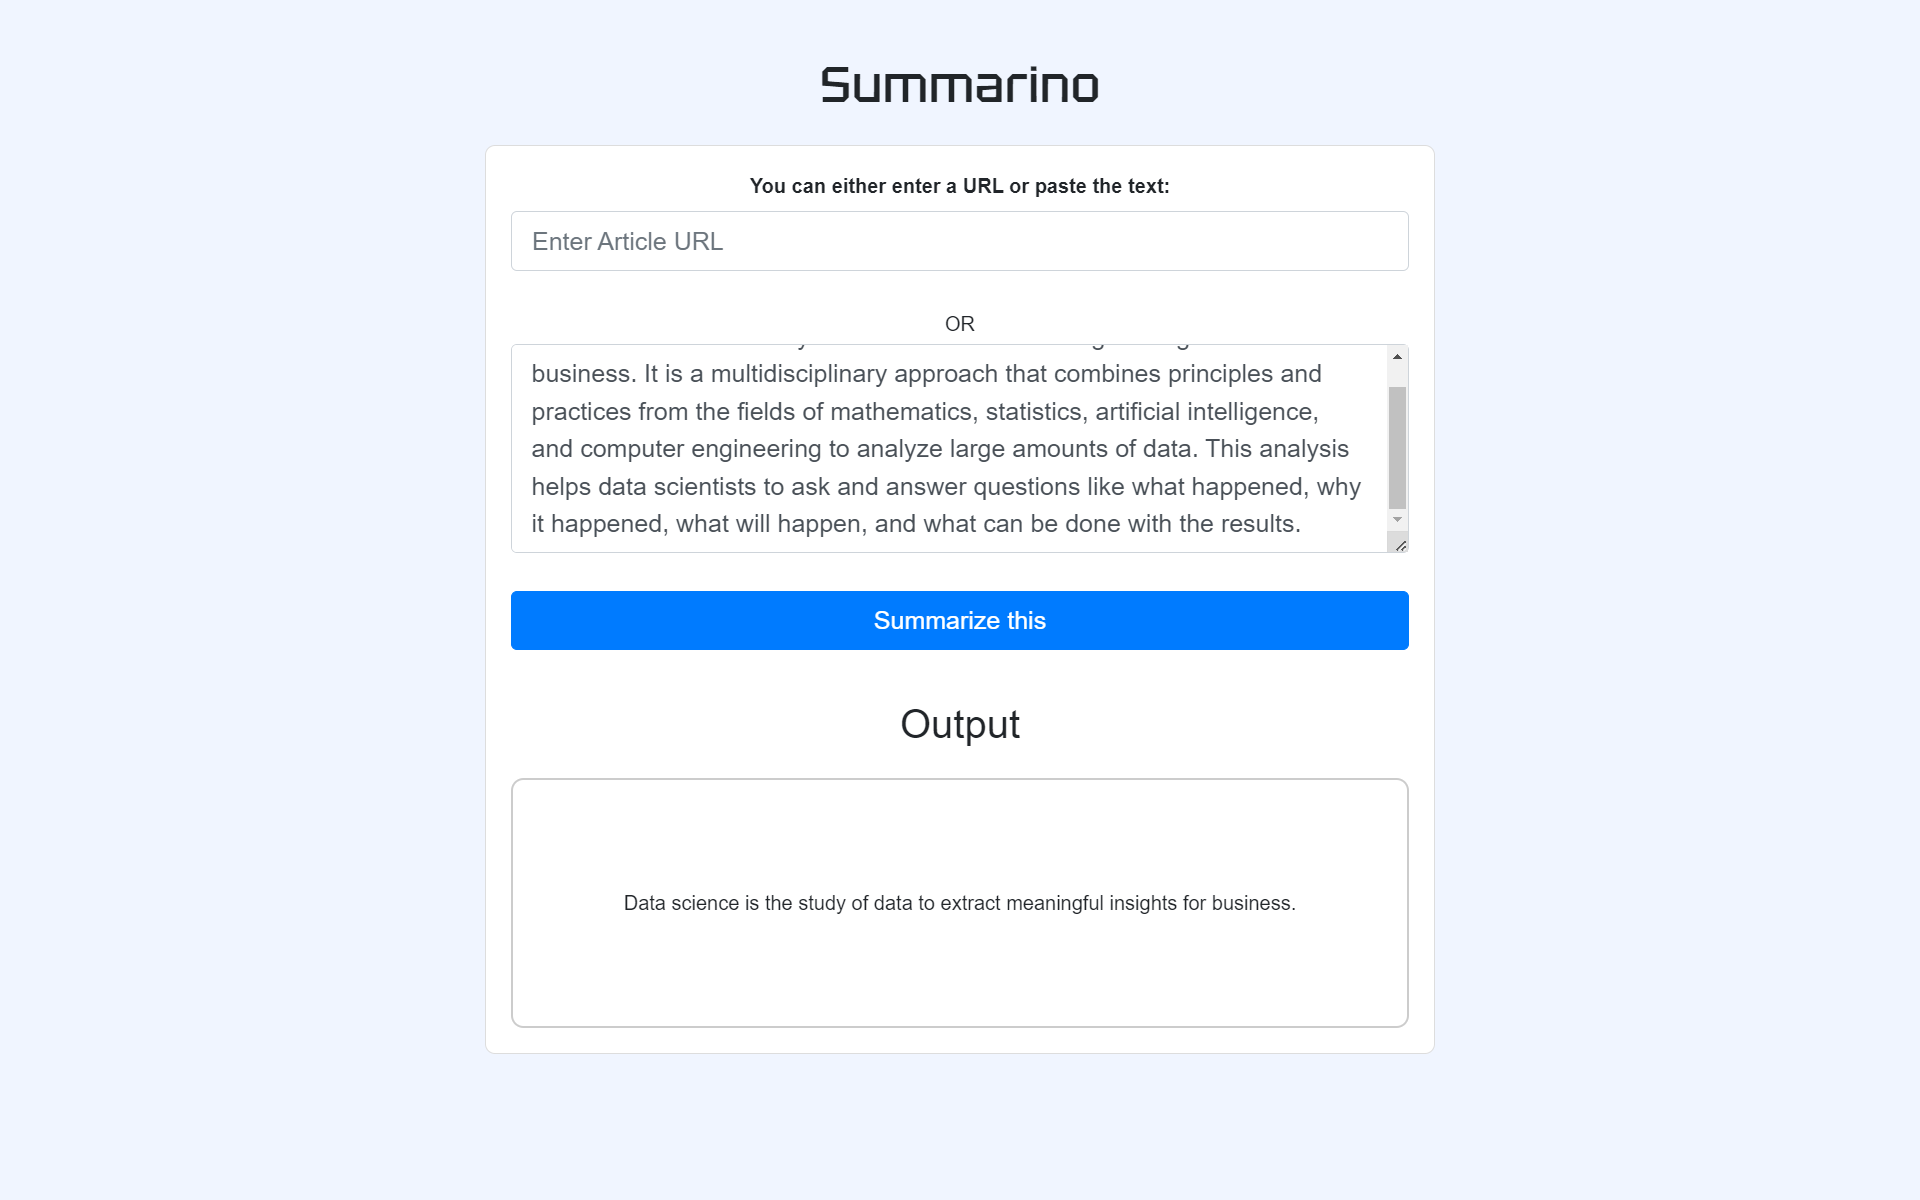 Summarino
You can either enter a URL or paste the text:
Enter Article URL
OR
business. It is a multidisciplinary approach that combines principles and
practices from the fields of mathematics, statistics, artificial intelligence,
and computer engineering to analyze large amounts of data. This analysis
helps data scientists to ask and answer questions like what happened, why
it happened, what will happen, and what can be done with the results.
Summarize this
Output
Data science is the study of data to extract meaningful insights for business.